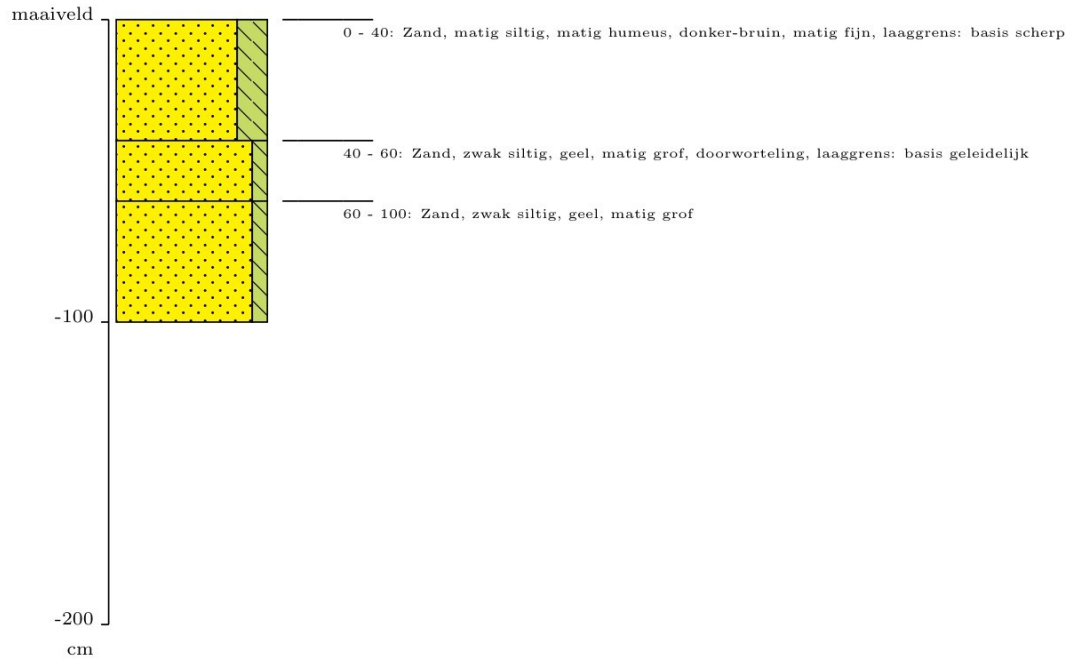 maaiveld
0 - 40: Zand, matig siltig, matig humeus, donker-bruin, matig fijn, laaggrens: basis scherp
40 - 60: Zand, zwak siltig, geel, matig grof, doorworteling, laaggrens: basis geleidelijk
60 - 100: Zand, zwak siltig, geel, matig grof
-100
-200
cm